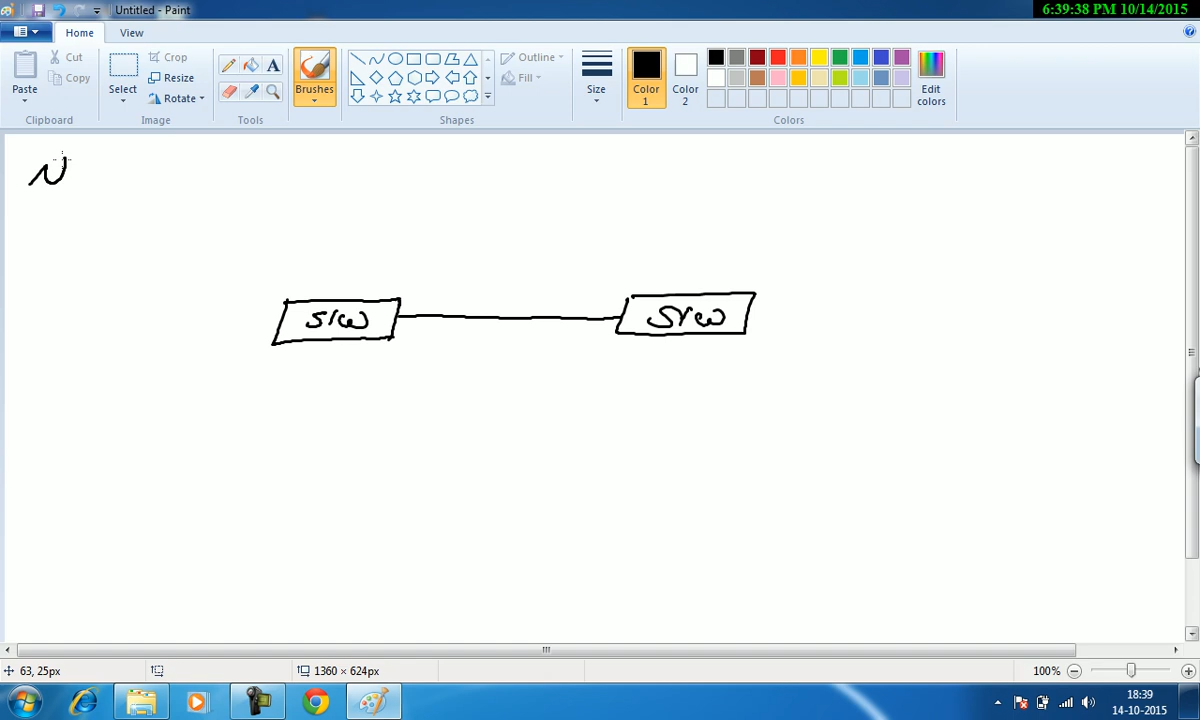 Untitled - Paint
6:39:38 PM 10/14/2015
Home
View
Paste
Cut
Copy
Clipboard
Select
Crop
Resize
Rotate
Image
A
Tools
Brushes
Outline
Fill
Shapes
Size
Color 1
Color 2
Edit colors
Colors
N
S/W
S/W
63, 25px
1360 × 624px
100%
18:39
14-10-2015